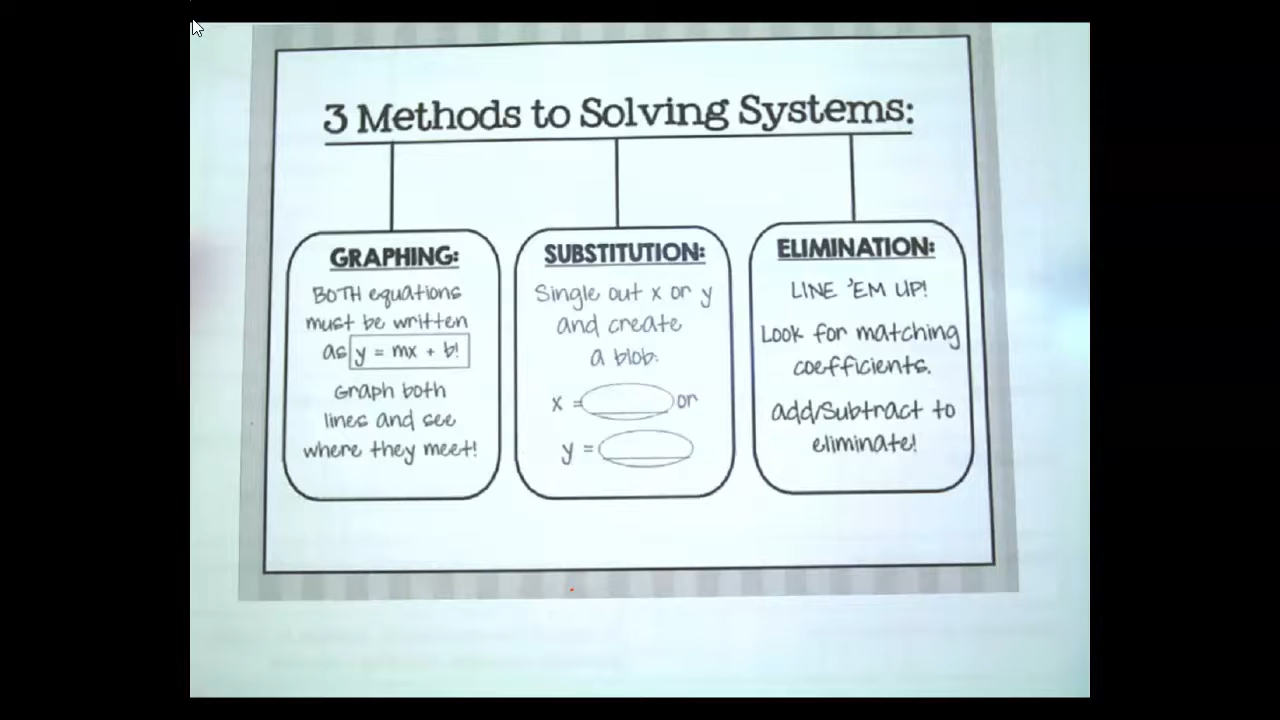 3 Methods to Solving Systems:
GRAPHING:
BOTH equations
must be written
as y = mx + b!
Graph both
lines and see
where they meet!
SUBSTITUTION:
Single out x or y
and create
a blob:
x = or
y =
ELIMINATION:
LINE 'EM UP!
Look for matching
coefficients.
add/Subtract to
eliminate!